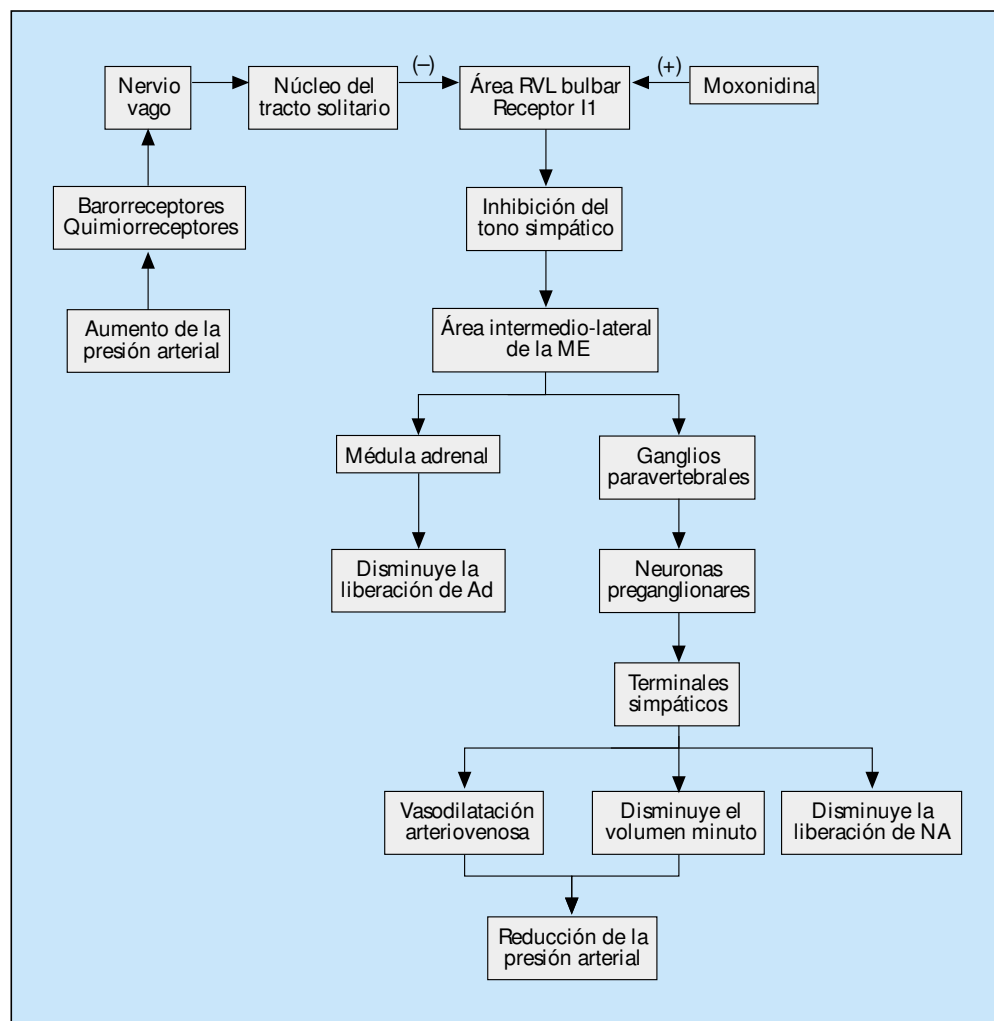 Nervio
vago
Núcleo del
tracto solitario
(–)
Área RVL bulbar
Receptor I1
(+)
Moxonidina
Barorreceptores
Quimiorreceptores
Inhibición del
tono simpático
Aumento de la
presión arterial
Área intermedio-lateral
de la ME
Médula adrenal
Ganglios
paravertebrales
Disminuye la
liberación de Ad
Neuronas
preganglionares
Terminales
simpáticos
Vasodilatación
arteriovenosa
Disminuye el
volumen minuto
Disminuye la
liberación de NA
Reducción de la
presión arterial